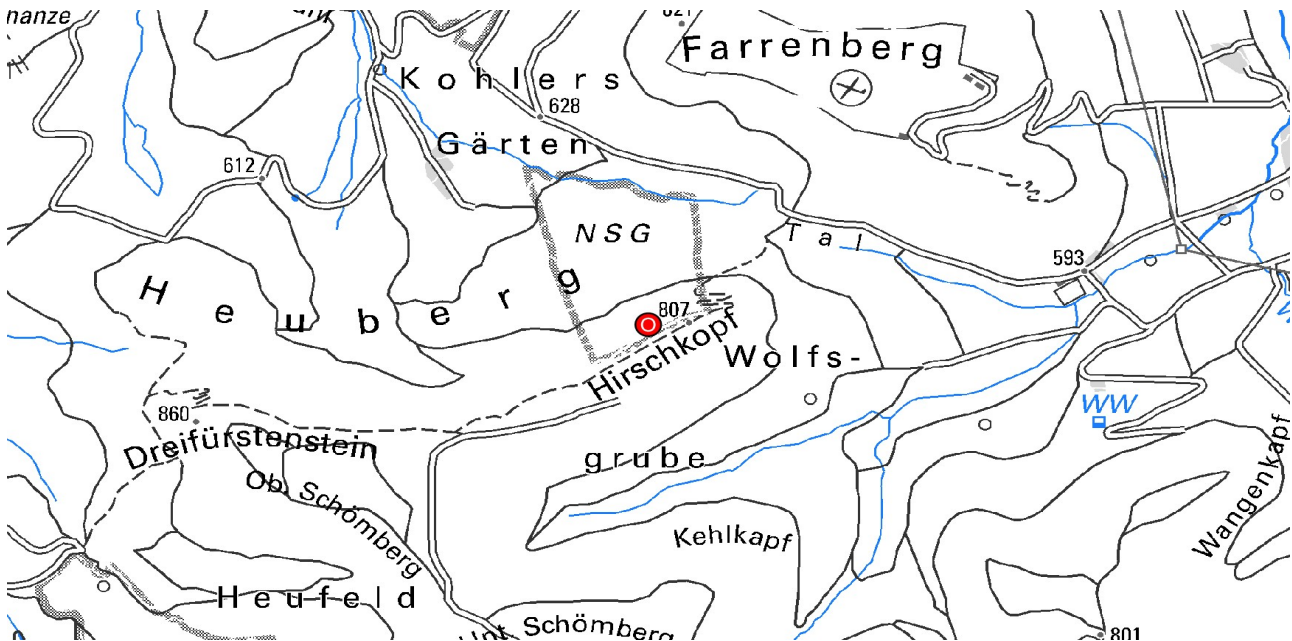 nanze
Farrenberg
Kohlers
628
Gärten
612
NSG
Tal
593
Heuberg
807
Hirschkopf
Wolfs-
860
Dreifürstenstein
WW
grube
Ob. Schömberg
Wangenkapf
Kehlkapf
Heufeld
Unt. Schömberg
801